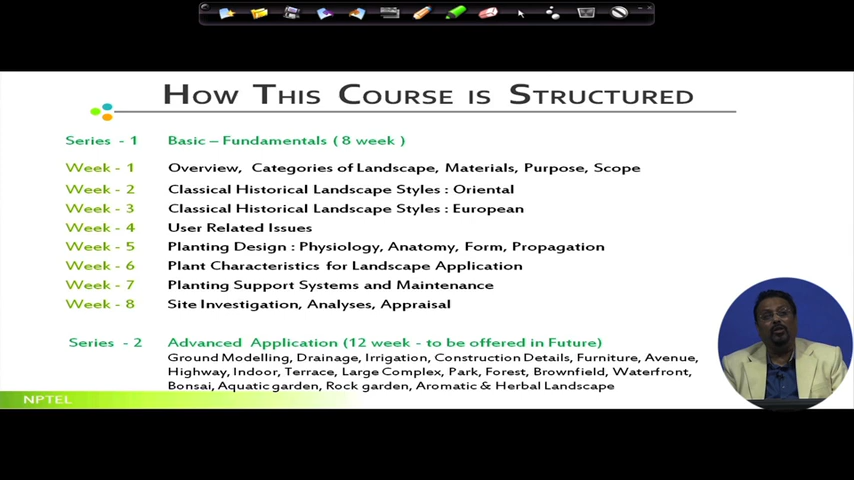 How This Course is Structured
Series - 1 Basic – Fundamentals ( 8 week )
Week - 1 Overview, Categories of Landscape, Materials, Purpose, Scope
Week - 2 Classical Historical Landscape Styles : Oriental
Week - 3 Classical Historical Landscape Styles : European
Week - 4 User Related Issues
Week - 5 Planting Design : Physiology, Anatomy, Form, Propagation
Week - 6 Plant Characteristics for Landscape Application
Week - 7 Planting Support Systems and Maintenance
Week - 8 Site Investigation, Analyses, Appraisal
Series - 2 Advanced Application (12 week - to be offered in Future)
Ground Modelling, Drainage, Irrigation, Construction Details, Furniture, Avenue,
Highway, Indoor, Terrace, Large Complex, Park, Forest, Brownfield, Waterfront,
Bonsai, Aquatic garden, Rock garden, Aromatic & Herbal Landscape
NPTEL